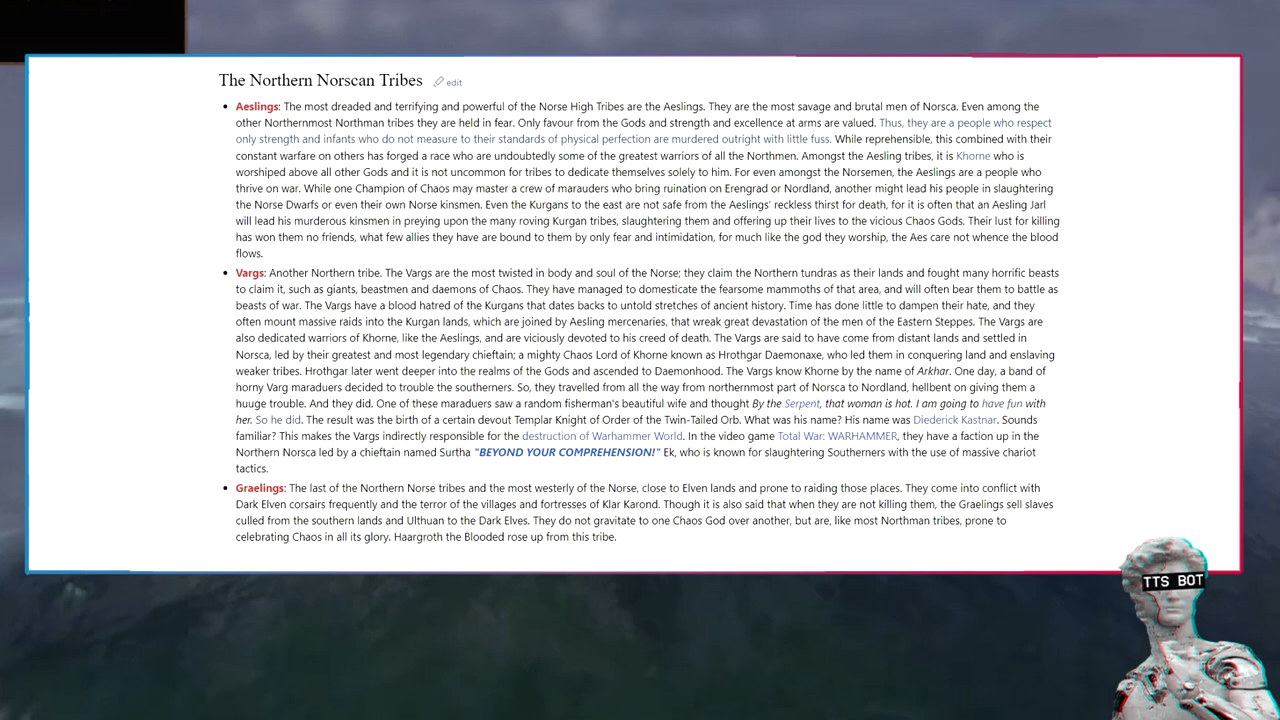 The Northern Norscan Tribes edit
Aeslings: The most dreaded and terrifying and powerful of the Norse High Tribes are the Aeslings. They are the most savage and brutal men of Norsca. Even among the
other Northernmost Northman tribes they are held in fear. Only favour from the Gods and strength and excellence at arms are valued. Thus, they are a people who respect
only strength and infants who do not measure to their standards of physical perfection are murdered outright with little fuss. While reprehensible, this combined with their
constant warfare on others has forged a race who are undoubtedly some of the greatest warriors of all the Northmen. Amongst the Aesling tribes, it is Khorne who is
worshiped above all other Gods and it is not uncommon for tribes to dedicate themselves solely to him. For even amongst the Norsemen, the Aeslings are a people who
thrive on war. While one Champion of Chaos may master a crew of marauders who bring ruination on Erengrad or Nordland, another might lead his people in slaughtering
the Norse Dwarfs or even their own Norse kinsmen. Even the Kurgans to the east are not safe from the Aeslings' reckless thirst for death, for it is often that an Aesling Jarl
will lead his murderous kinsmen in preying upon the many roving Kurgan tribes, slaughtering them and offering up their lives to the vicious Chaos Gods. Their lust for killing
has won them no friends, what few allies they have are bound to them by only fear and intimidation, for much like the god they worship, the Aes care not whence the blood
flows.
Vargs: Another Northern tribe. The Vargs are the most twisted in body and soul of the Norse; they claim the Northern tundras as their lands and fought many horrific beasts
to claim it, such as giants, beastmen and daemons of Chaos. They have managed to domesticate the fearsome mammoths of that area, and will often bear them to battle as
beasts of war. The Vargs have a blood hatred of the Kurgans that dates backs to untold stretches of ancient history. Time has done little to dampen their hate, and they
often mount massive raids into the Kurgan lands, which are joined by Aesling mercenaries, that wreak great devastation of the men of the Eastern Steppes. The Vargs are
also dedicated warriors of Khorne, like the Aeslings, and are viciously devoted to his creed of death. The Vargs are said to have come from distant lands and settled in
Norsca, led by their greatest and most legendary chieftain; a mighty Chaos Lord of Khorne known as Hrothgar Daemonaxe, who led them in conquering land and enslaving
weaker tribes. Hrothgar later went deeper into the realms of the Gods and ascended to Daemonhood. The Vargs know Khorne by the name of Arkhar. One day, a band of
horny Varg maraduers decided to trouble the southerners. So, they travelled from all the way from northernmost part of Norsca to Nordland, hellbent on giving them a
huuge trouble. And they did. One of these maraduers saw a random fisherman's beautiful wife and thought By the Serpent, that woman is hot. I am going to have fun with
her. So he did. The result was the birth of a certain devout Templar Knight of Order of the Twin-Tailed Orb. What was his name? His name was Diederick Kastnar. Sounds
familiar? This makes the Vargs indirectly responsible for the destruction of Warhammer World. In the video game Total War: WARHAMMER, they have a faction up in the
Northern Norsca led by a chieftain named Surtha "BEYOND YOUR COMPREHENSION!" Ek, who is known for slaughtering Southerners with the use of massive chariot
tactics.
Graelings: The last of the Northern Norse tribes and the most westerly of the Norse, close to Elven lands and prone to raiding those places. They come into conflict with
Dark Elven corsairs frequently and the terror of the villages and fortresses of Klar Karond. Though it is also said that when they are not killing them, the Graelings sell slaves
culled from the southern lands and Ulthuan to the Dark Elves. They do not gravitate to one Chaos God over another, but are, like most Northman tribes, prone to
celebrating Chaos in all its glory. Haargroth the Blooded rose up from this tribe.
TTS BOT